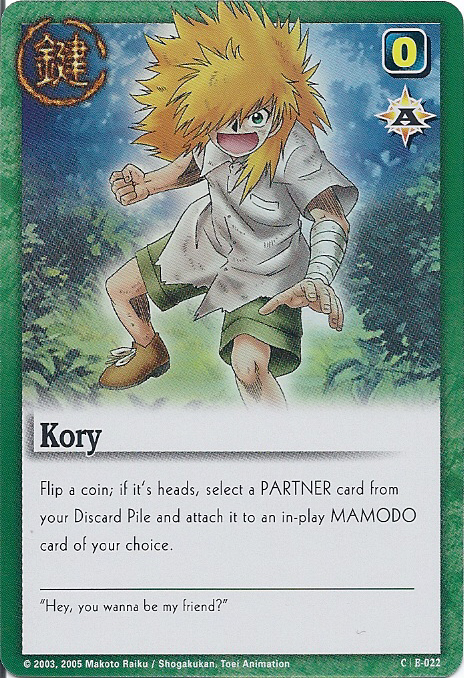 鍵
0
A
Kory
Flip a coin; if it's heads, select a PARTNER card from
your Discard Pile and attach it to an in-play MAMODO
card of your choice.
"Hey, you wanna be my friend?"
© 2003, 2005 Makoto Raiku / Shogakukan, Toei Animation
C | B-022